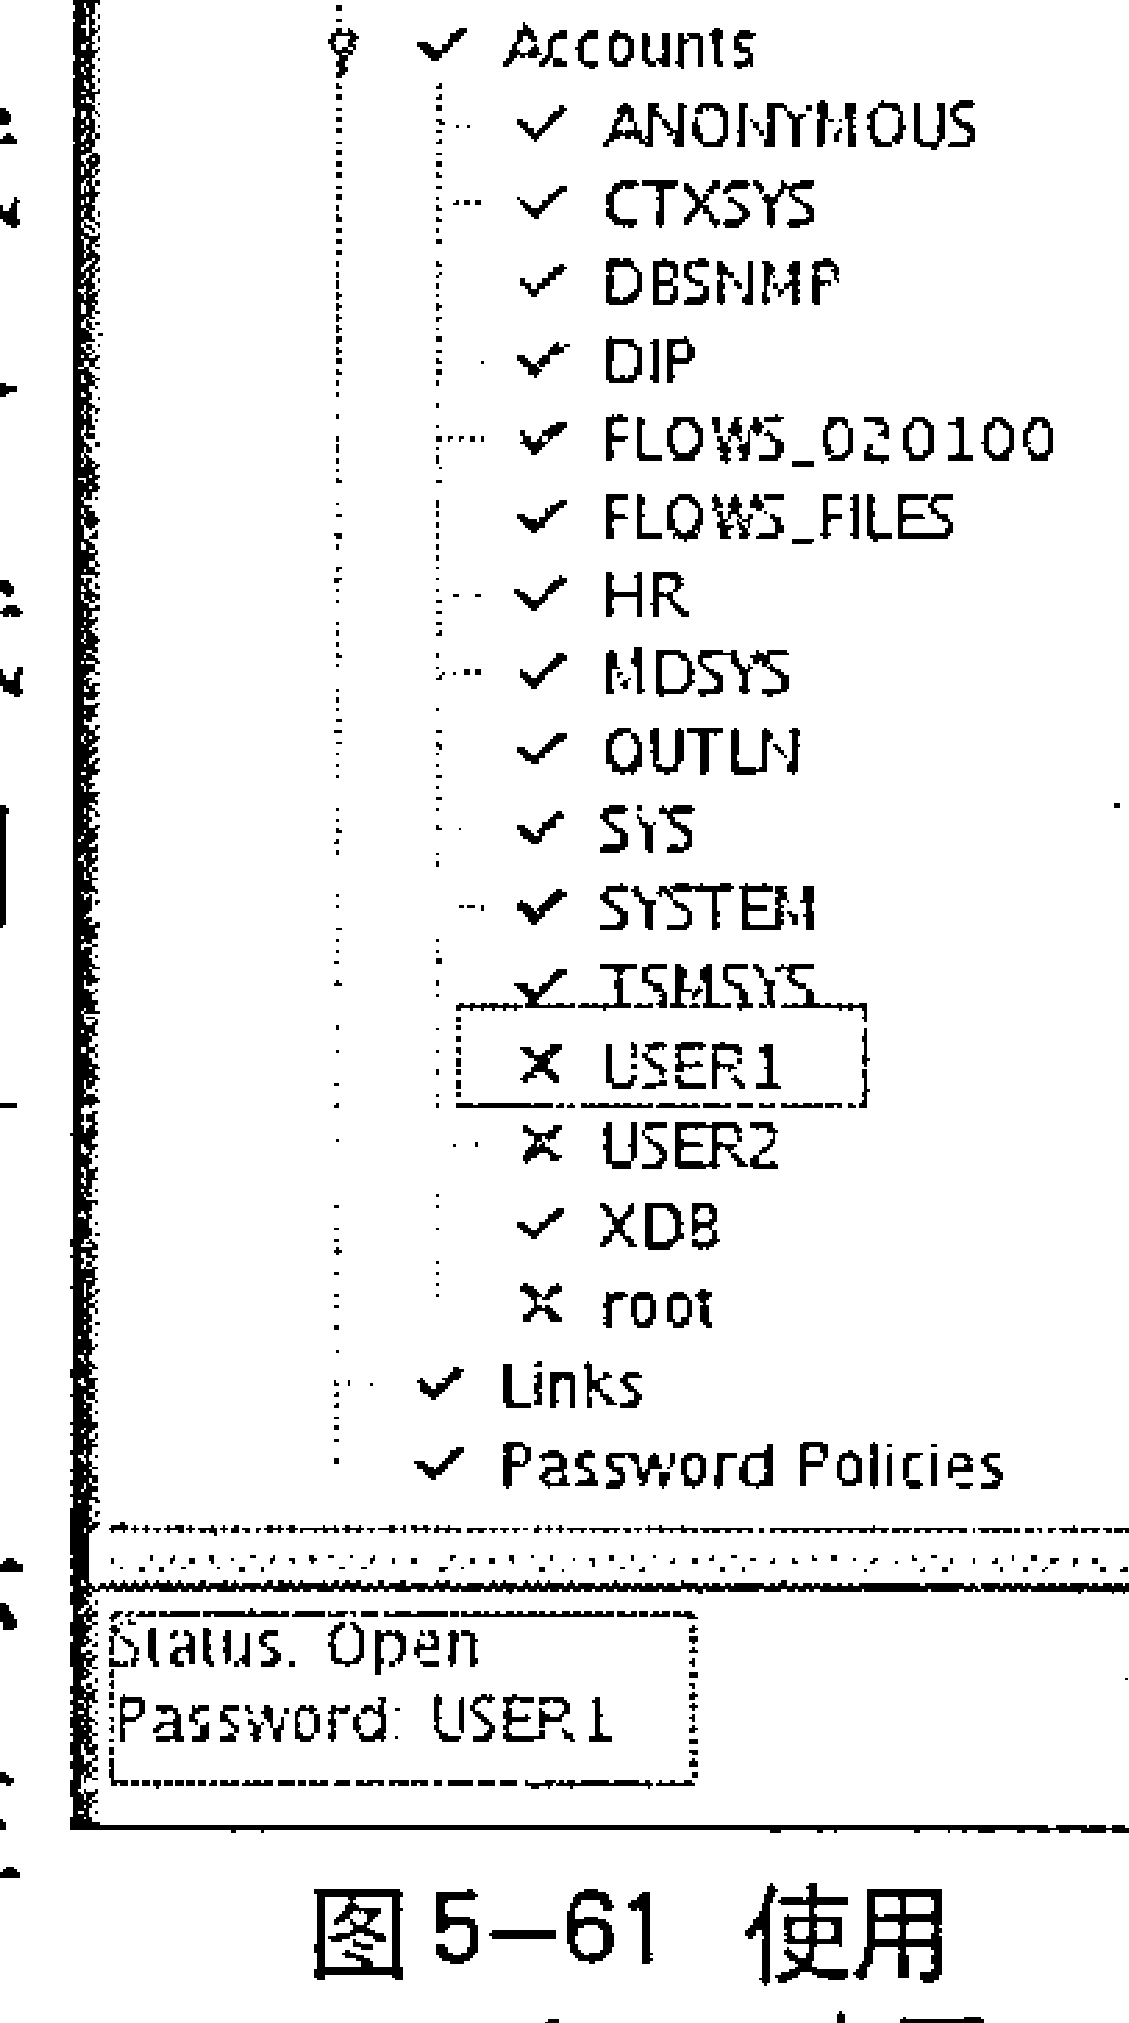 Accounts
ANONYMOUS
CTXSYS
DBSNMP
DIP
FLOWS_020100
FLOWS_FILES
HR
MDSYS
OUTLN
SYS
SYSTEM
TSMSYS
USER1
USER2
XDB
root
Links
Password Policies
Status: Open
Password: USER1
图5-61 使用